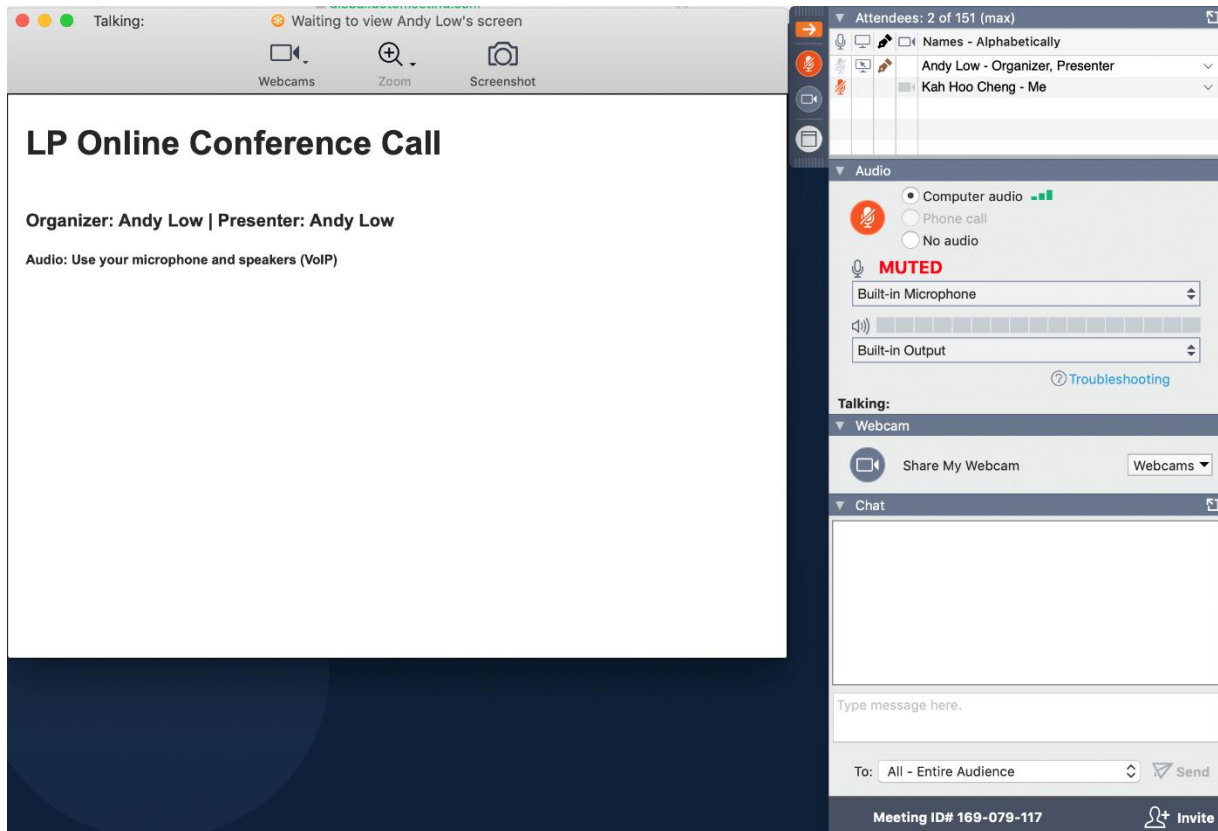 Talking:
Waiting to view Andy Low's screen
Webcams
Zoom
Screenshot
LP Online Conference Call
Organizer: Andy Low | Presenter: Andy Low
Audio: Use your microphone and speakers (VoIP)
Attendees: 2 of 151 (max)
Names - Alphabetically
Andy Low - Organizer, Presenter
Kah Hoo Cheng - Me
Audio
Computer audio
Phone call
No audio
MUTED
Built-in Microphone
Built-in Output
? Troubleshooting
Talking:
Webcam
Share My Webcam
Webcams
Chat
Type message here.
To: All - Entire Audience
Send
Meeting ID# 169-079-117
Invite